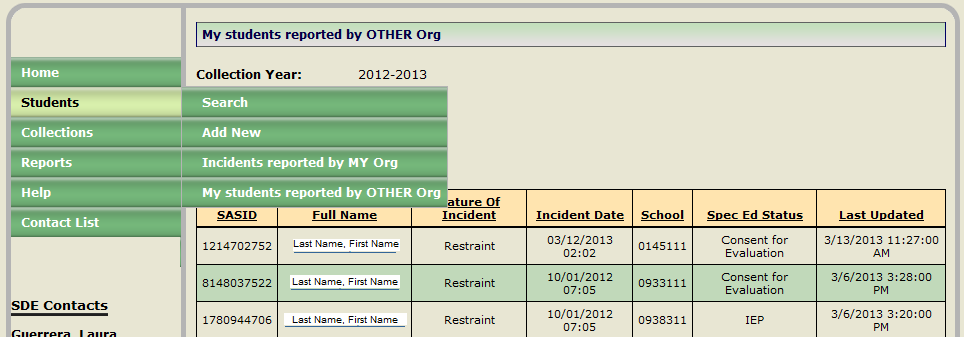 My students reported by OTHER Org
Collection Year: 2012-2013
Home
Students
Collections
Reports
Help
Contact List
Search
Add New
Incidents reported by MY Org
My students reported by OTHER Org
SASID Full Name ature Of Incident Incident Date School Spec Ed Status Last Updated
1214702752 Last Name, First Name Restraint 03/12/2013 02:02 0145111 Consent for Evaluation 3/13/2013 11:27:00 AM
8148037522 Last Name, First Name Restraint 10/01/2012 07:05 0933111 Consent for Evaluation 3/6/2013 3:28:00 PM
1780944706 Last Name, First Name Restraint 10/01/2012 07:05 0938311 IEP 3/6/2013 3:20:00 PM
SDE Contacts
Guerrera, Laura